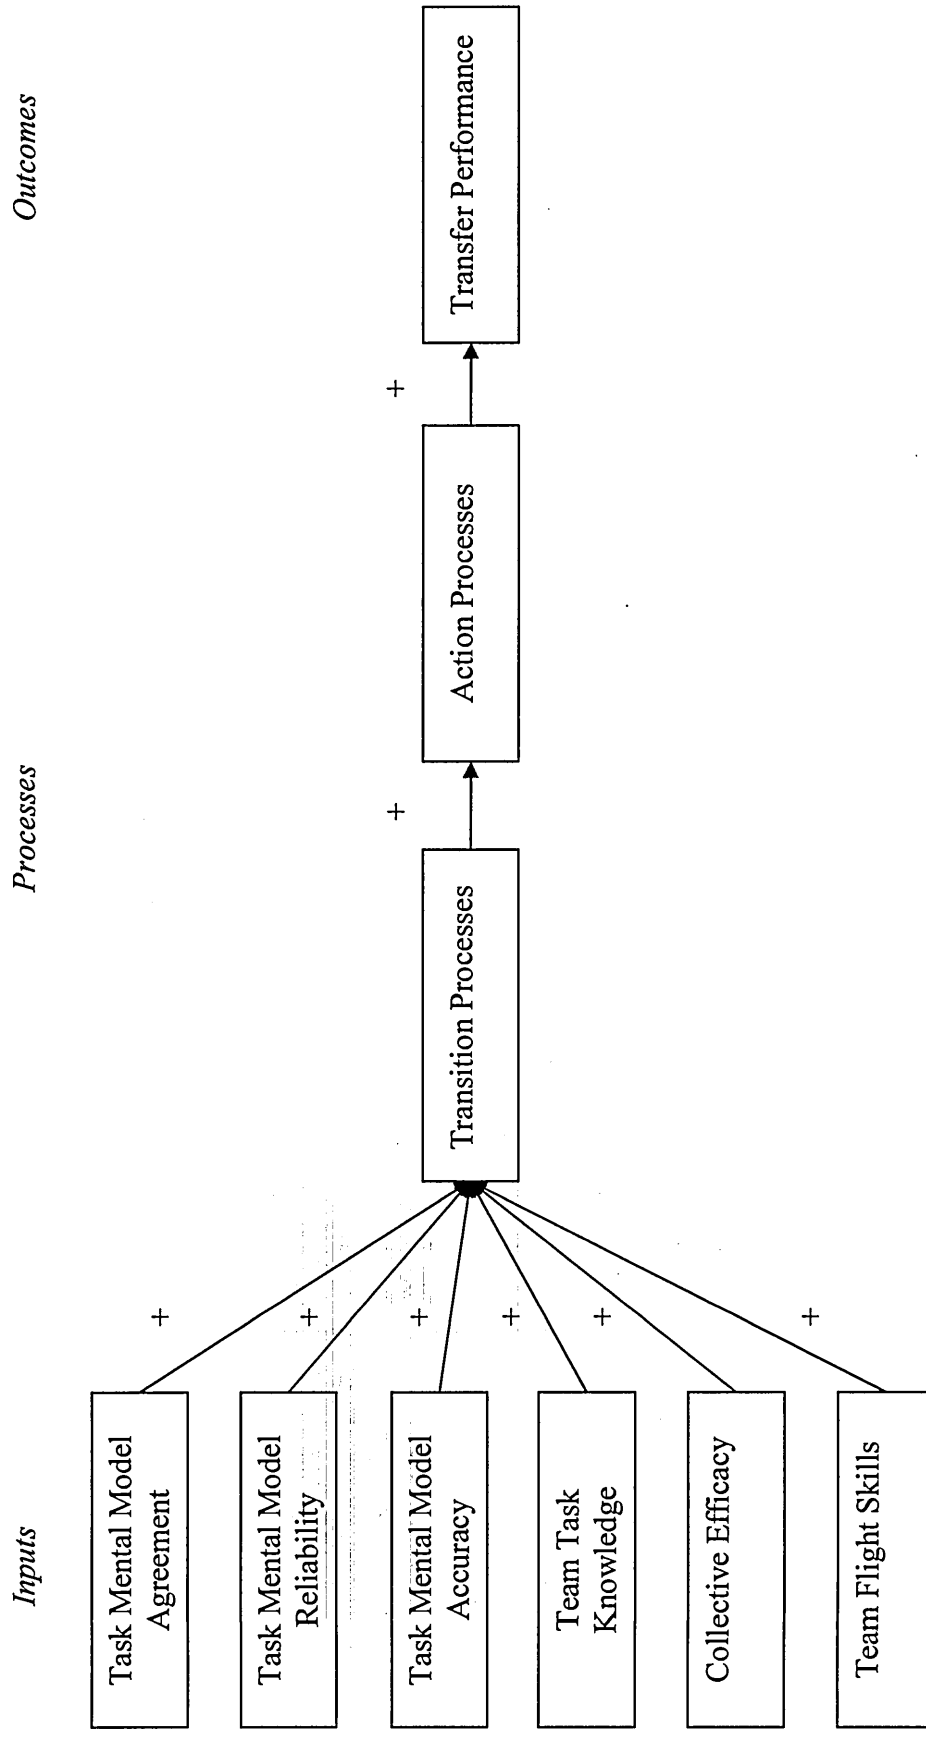 Inputs
Processes
Outcomes
Task Mental Model
Agreement
+
Task Mental Model
Reliability
+
Task Mental Model
Accuracy
+
Team Task
Knowledge
+
Collective Efficacy
+
Team Flight Skills
+
Transition Processes
+
Action Processes
+
Transfer Performance